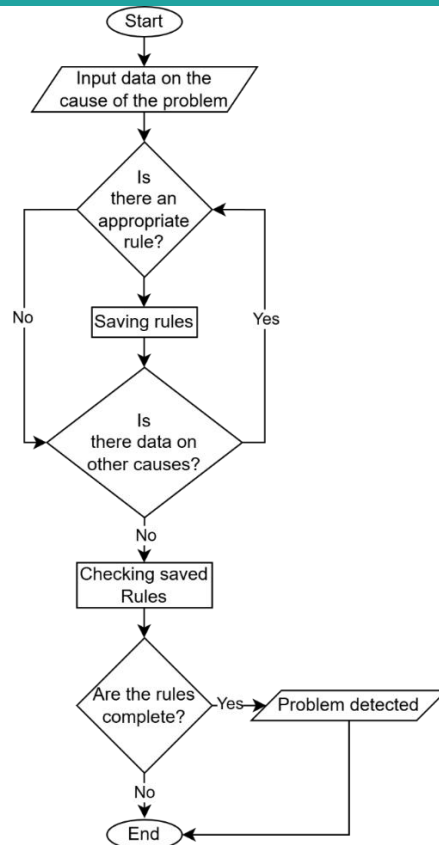 Start
Input data on the
cause of the problem
Is
there an
appropriate
rule?
No
Saving rules
Yes
Is
there data on
other causes?
No
Checking saved
Rules
Are the rules
complete?
Yes
Problem detected
No
End